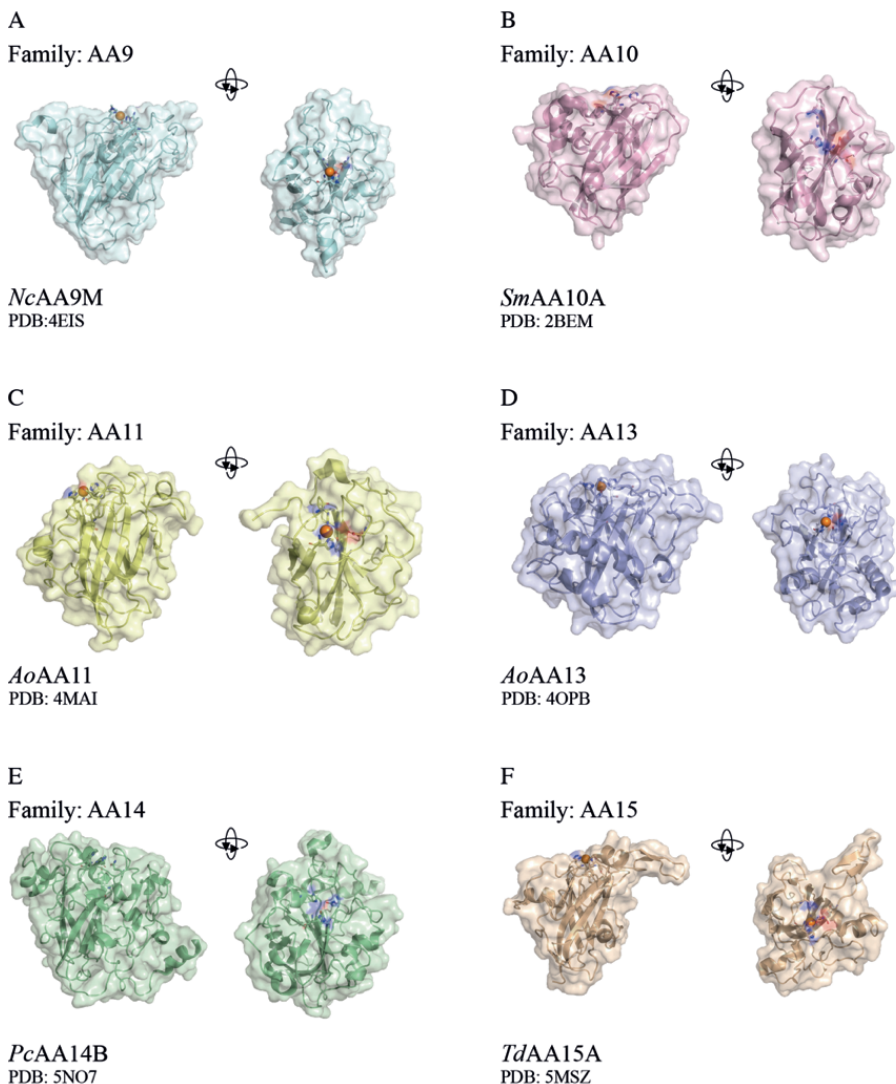 A
Family: AA9
NcAA9M
PDB:4EIS
B
Family: AA10
SmAA10A
PDB: 2BEM
C
Family: AA11
AoAA11
PDB: 4MAI
D
Family: AA13
AoAA13
PDB: 4OPB
E
Family: AA14
PcAA14B
PDB: 5NO7
F
Family: AA15
TdAA15A
PDB: 5MSZ